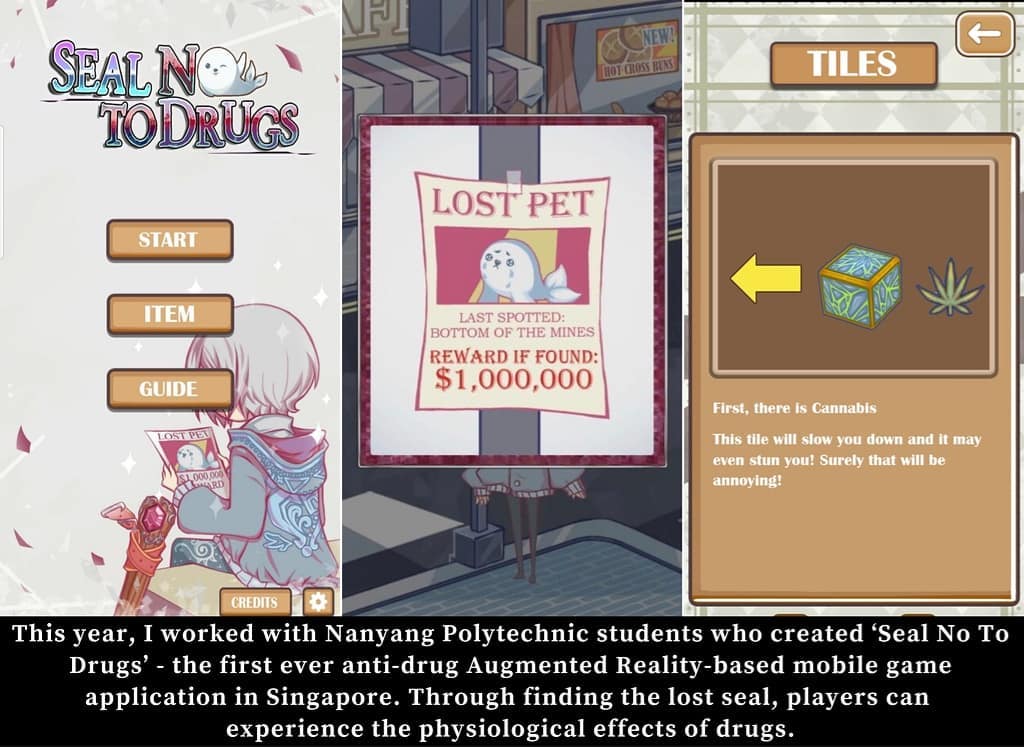 SEAL NO
TO DRUGS
START
ITEM
GUIDE
LOST PET
$1,000,000
CREDITS
NEW!
HOT CROSS BUNS
LOST PET
LAST SPOTTED:
BOTTOM OF THE MINES
REWARD IF FOUND:
$1,000,000
TILES
First, there is Cannabis
This tile will slow you down and it may
even stun you! Surely that will be
annoying!
This year, I worked with Nanyang Polytechnic students who created ‘Seal No To
Drugs’ - the first ever anti-drug Augmented Reality-based mobile game
application in Singapore. Through finding the lost seal, players can
experience the physiological effects of drugs.